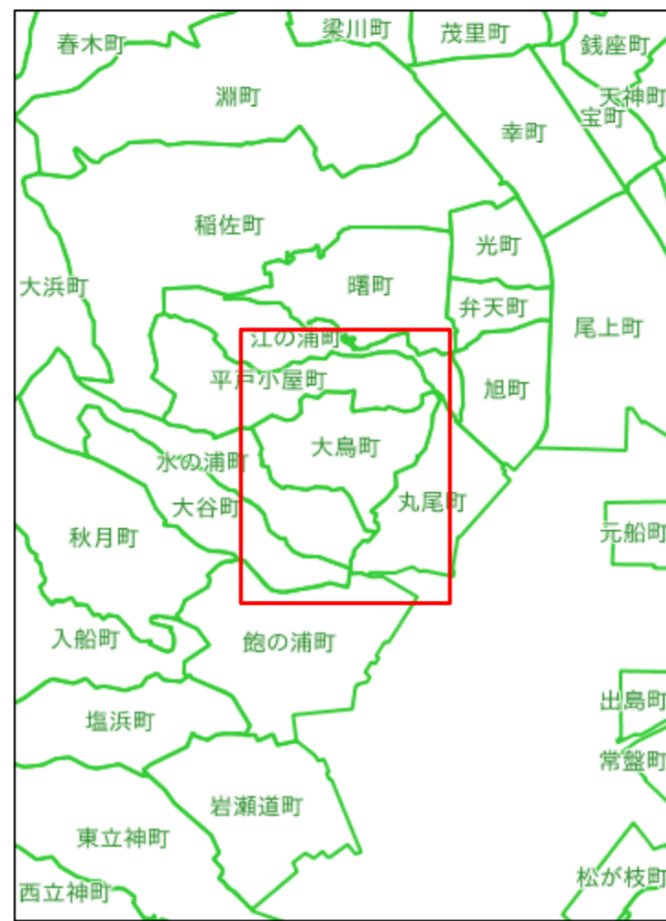 梁川町
茂里町
春木町
銭座町
淵町
天神町
宝町
幸町
稲佐町
光町
大浜町
曙町
弁天町
尾上町
江の浦町
平戸小屋町
旭町
大鳥町
水の浦町
大谷町
丸尾町
秋月町
元船町
入船町
飽の浦町
出島町
塩浜町
常盤町
岩瀬道町
東立神町
松が枝町
西立神町